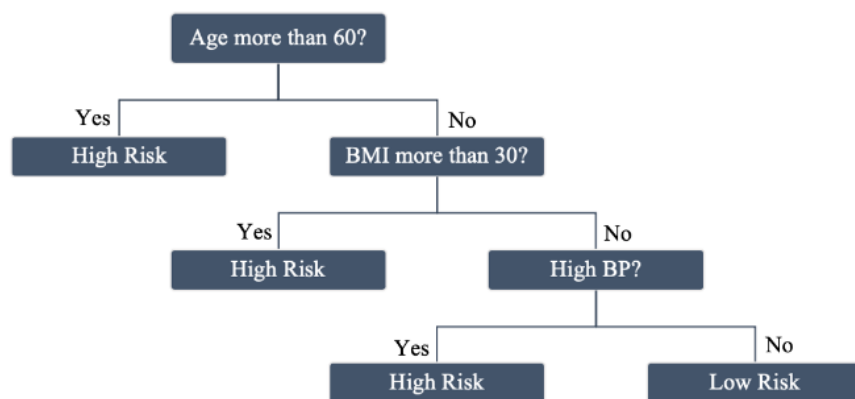 Age more than 60?
Yes
No
High Risk
BMI more than 30?
Yes
No
High Risk
High BP?
Yes
No
High Risk
Low Risk